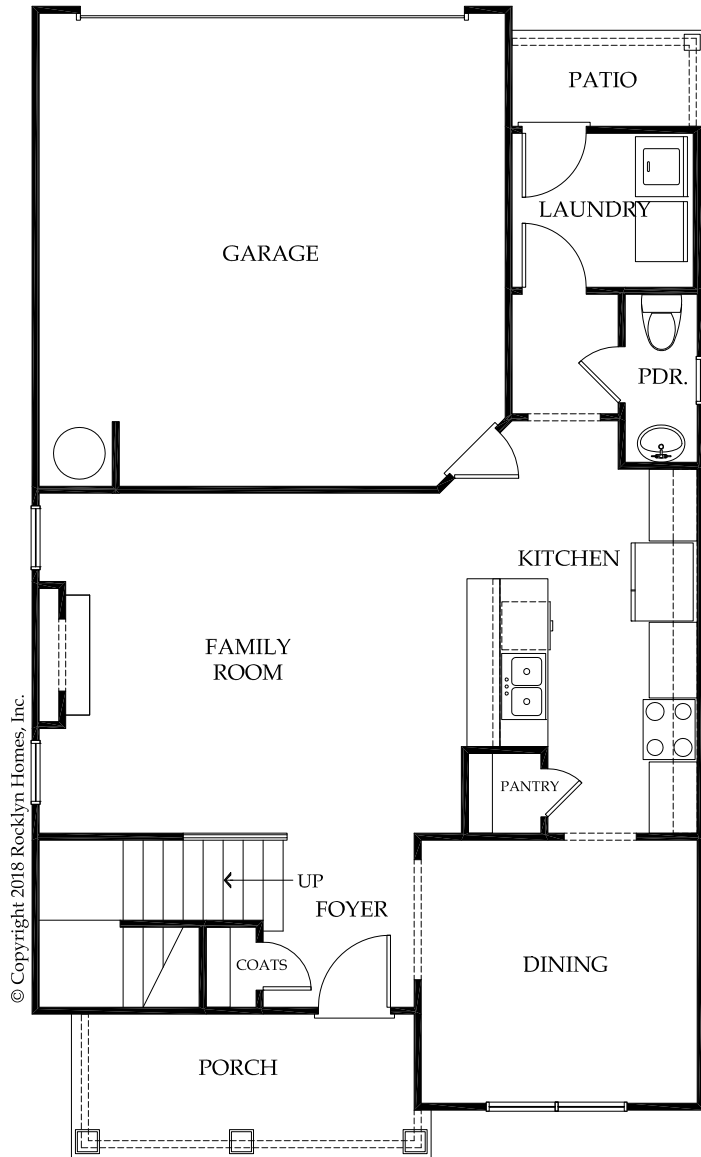 PATIO
LAUNDRY
GARAGE
PDR.
KITCHEN
FAMILY
ROOM
PANTRY
UP
FOYER
COATS
DINING
PORCH
© Copyright 2018 Rocklyn Homes, Inc.